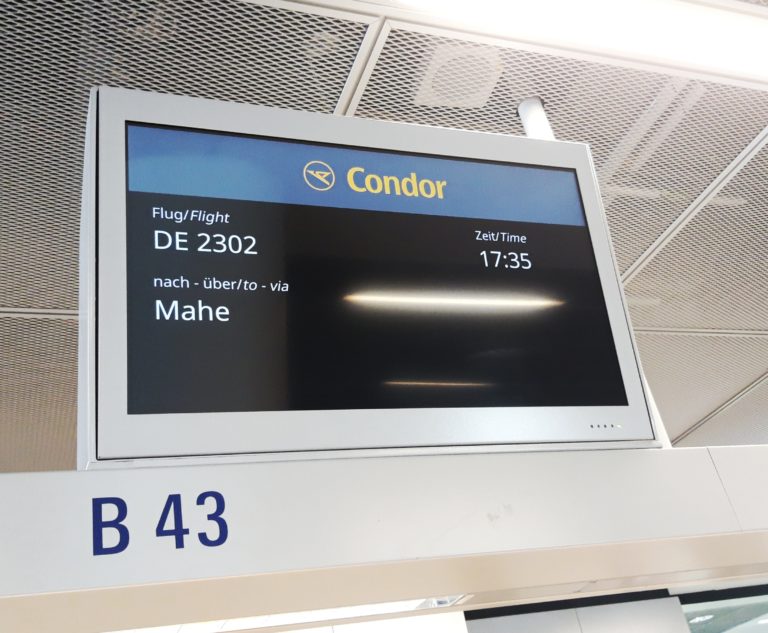 Condor
Flug/Flight
DE 2302
Zeit/Time
17:35
nach - über/to - via
Mahe
B 43